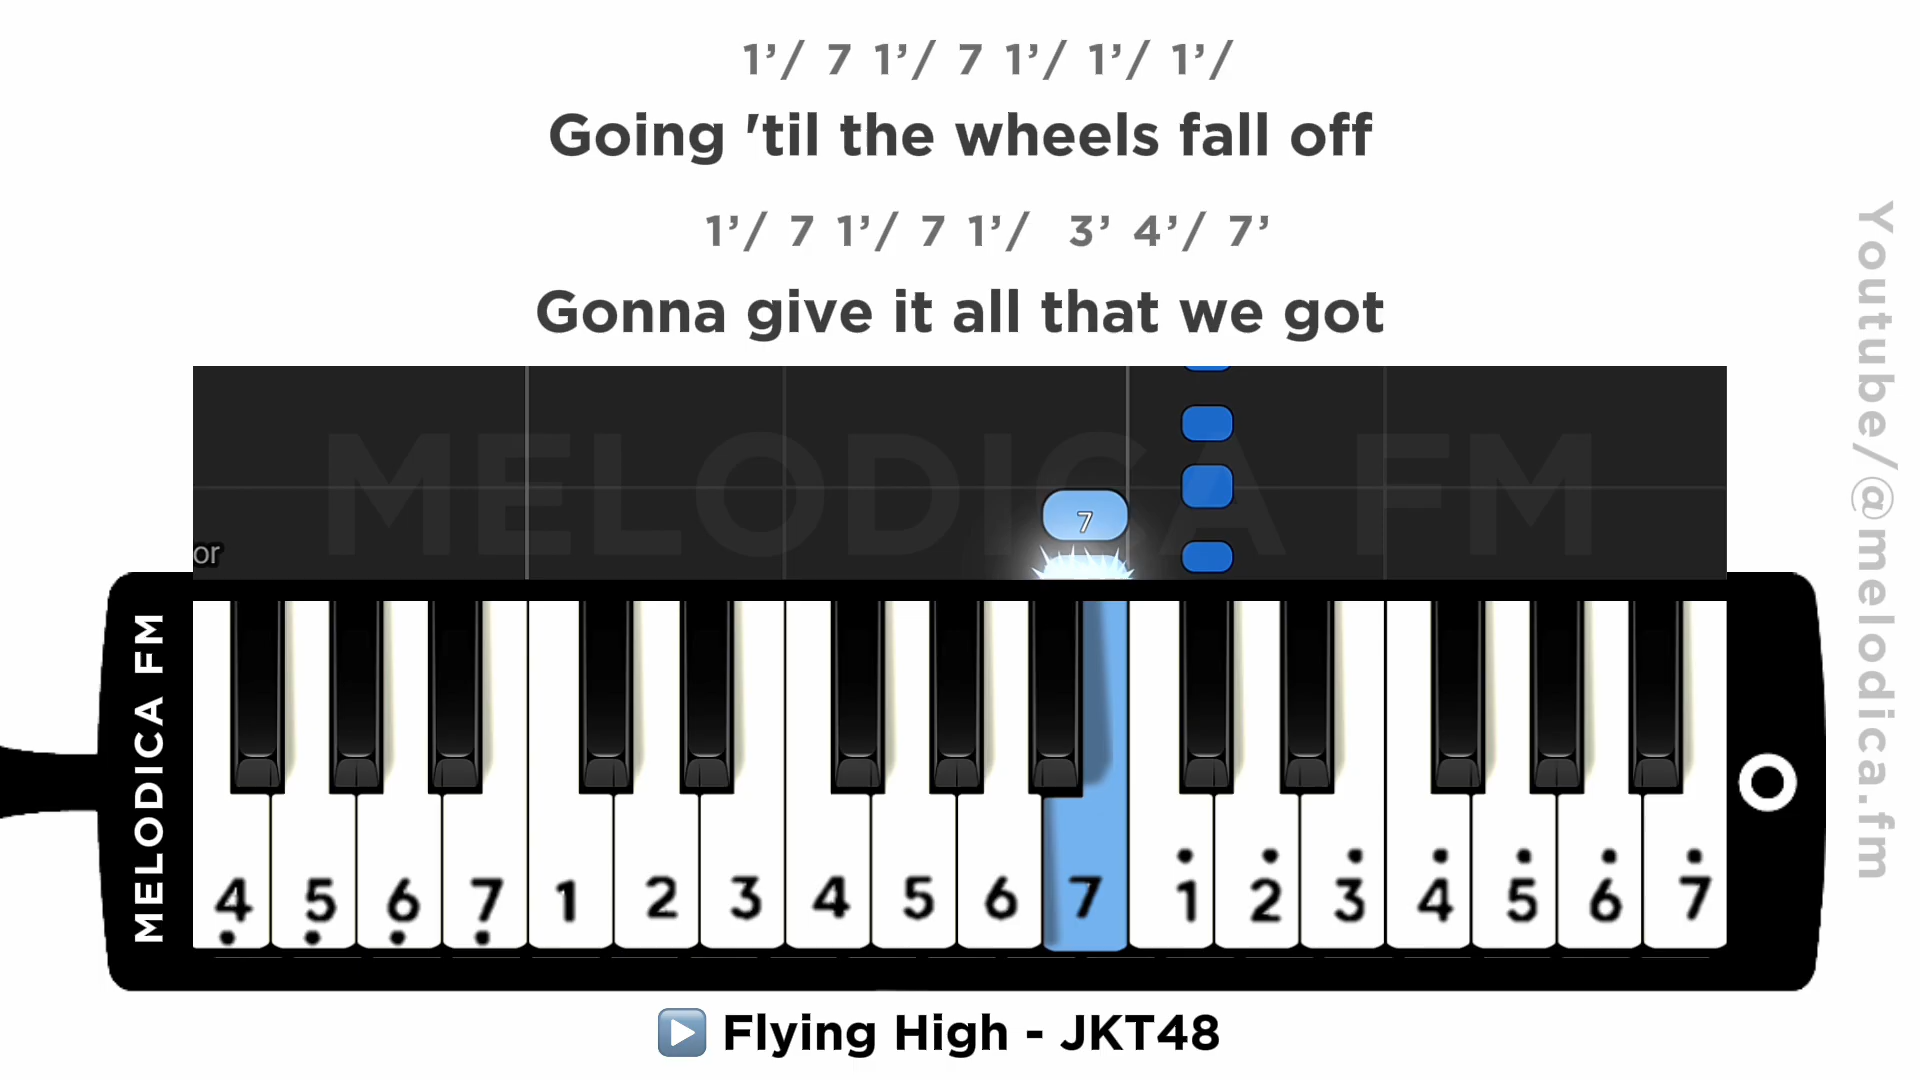 1’/ 7 1’/ 7 1’/ 1’/ 1’/
Going 'til the wheels fall off
1’/ 7 1’/ 7 1’/ 3’ 4’/ 7’
Gonna give it all that we got
MELODICA FM
7
or
MELODICA FM
4 5 6 7 1 2 3 4 5 6 7 1 2 3 4 5 6 7
Youtube/@melodica.fm
Flying High - JKT48